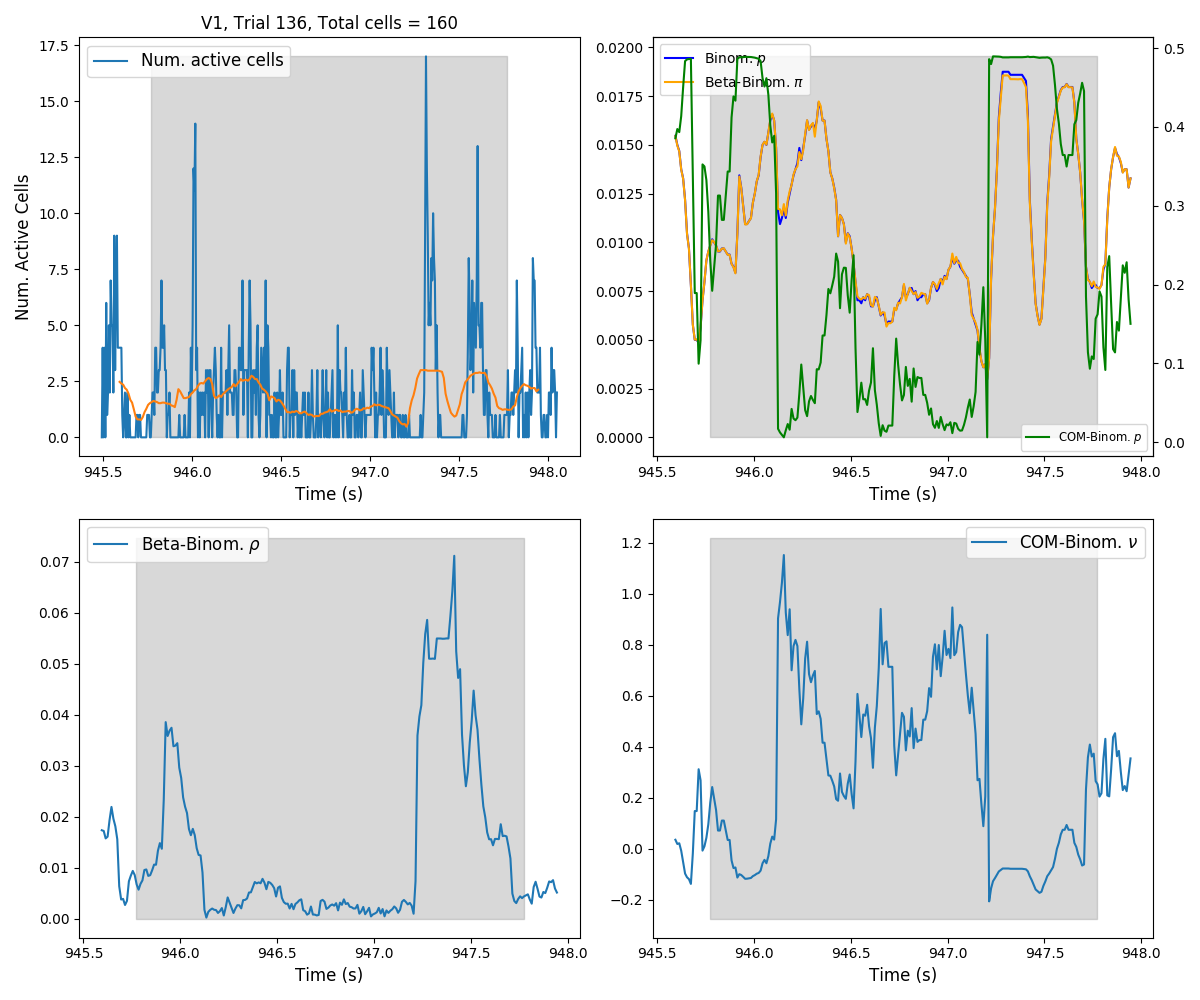 V1, Trial 136, Total cells = 160
Num. active cells
17.5
15.0
12.5
10.0
7.5
5.0
2.5
0.0
Num. Active Cells
945.5 946.0 946.5 947.0 947.5 948.0
Time (s)
Binom. p
Beta-Binom. π
COM-Binom. p
0.0200
0.0175
0.0150
0.0125
0.0100
0.0075
0.0050
0.0025
0.0000
0.5
0.4
0.3
0.2
0.1
0.0
945.5 946.0 946.5 947.0 947.5 948.0
Time (s)
Beta-Binom. ρ
0.07
0.06
0.05
0.04
0.03
0.02
0.01
0.00
945.5 946.0 946.5 947.0 947.5 948.0
Time (s)
COM-Binom. ν
1.2
1.0
0.8
0.6
0.4
0.2
0.0
−0.2
945.5 946.0 946.5 947.0 947.5 948.0
Time (s)